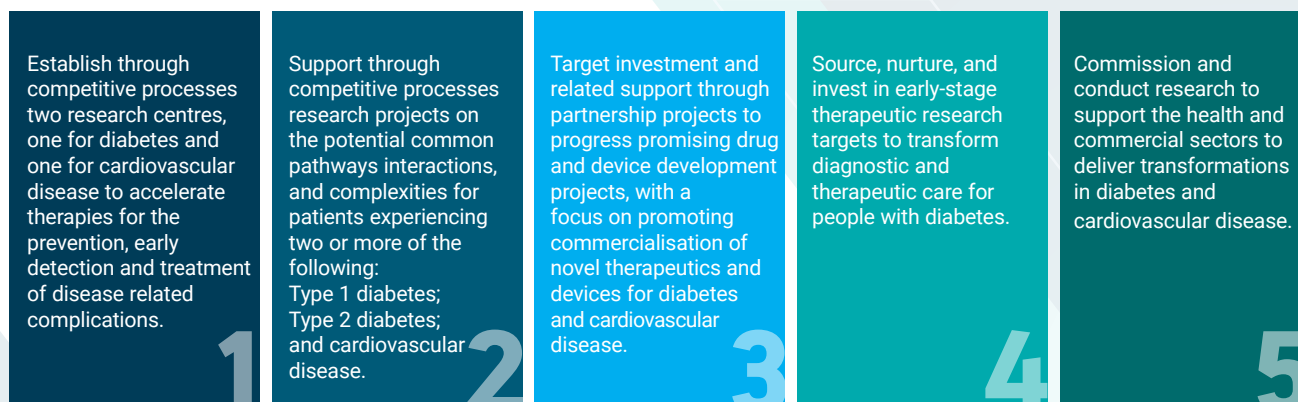 Establish through
competitive processes
two research centres,
one for diabetes and
one for cardiovascular
disease to accelerate
therapies for the
prevention, early
detection and treatment
of disease related
complications.
1
Support through
competitive processes
research projects on
the potential common
pathways interactions,
and complexities for
patients experiencing
two or more of the
following:
Type 1 diabetes;
Type 2 diabetes;
and cardiovascular
disease.
2
Target investment and
related support through
partnership projects to
progress promising drug
and device development
projects, with a
focus on promoting
commercialisation of
novel therapeutics and
devices for diabetes
and cardiovascular
disease.
3
Source, nurture, and
invest in early-stage
therapeutic research
targets to transform
diagnostic and
therapeutic care for
people with diabetes.
4
Commission and
conduct research to
support the health and
commercial sectors to
deliver transformations
in diabetes and
cardiovascular disease.
5